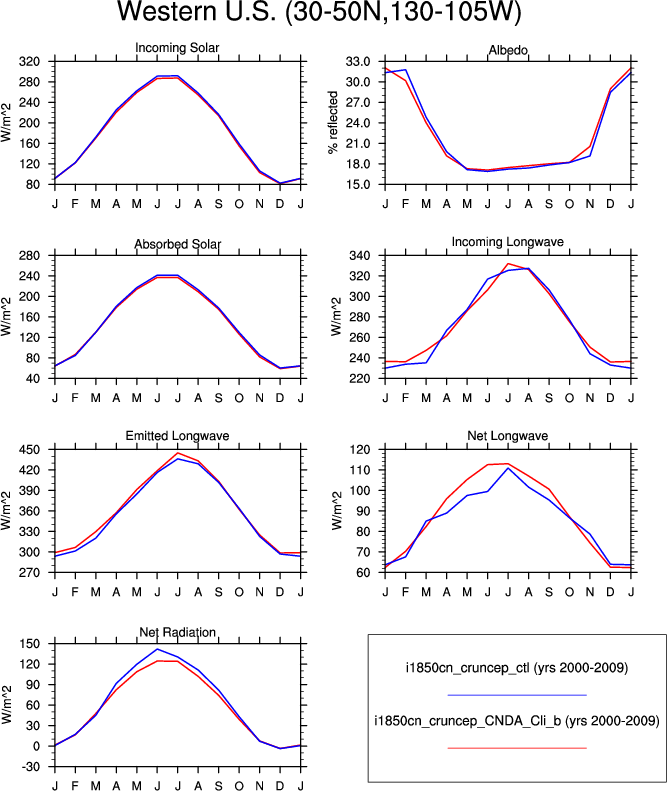 Western U.S. (30-50N,130-105W)
Incoming Solar
W/m^2
320
280
240
200
160
120
80
J F M A M J J A S O N D J
Albedo
% reflected
33.0
30.0
27.0
24.0
21.0
18.0
15.0
J F M A M J J A S O N D J
Absorbed Solar
W/m^2
280
240
200
160
120
80
40
J F M A M J J A S O N D J
Incoming Longwave
W/m^2
340
320
300
280
260
240
220
J F M A M J J A S O N D J
Emitted Longwave
W/m^2
450
420
390
360
330
300
270
J F M A M J J A S O N D J
Net Longwave
W/m^2
120
110
100
90
80
70
60
J F M A M J J A S O N D J
Net Radiation
W/m^2
150
120
90
60
30
0
-30
J F M A M J J A S O N D J
i1850cn_cruncep_ctl (yrs 2000-2009)
i1850cn_cruncep_CNDA_Cli_b (yrs 2000-2009)